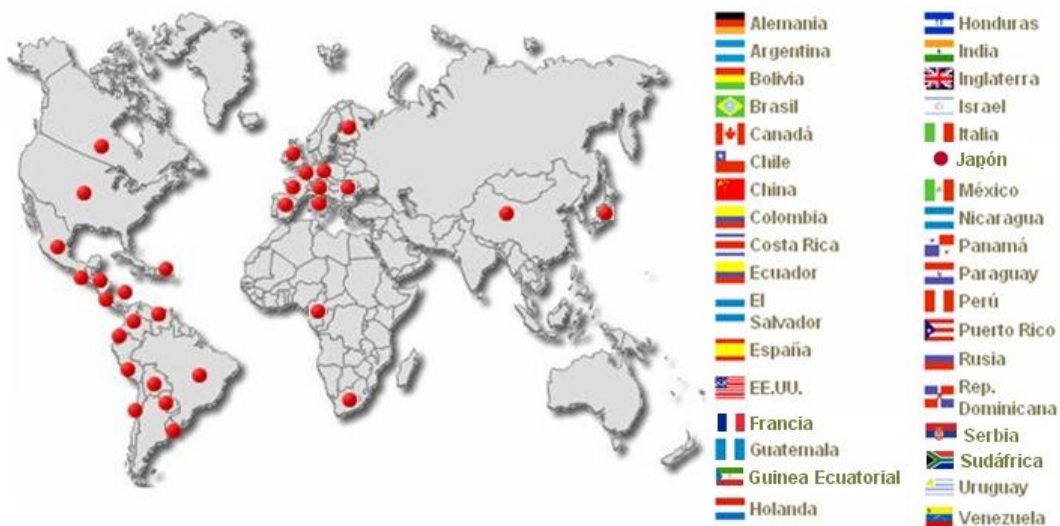 Alemania
Argentina
Bolivia
Brasil
Canadá
Chile
China
Colombia
Costa Rica
Ecuador
El
Salvador
España
EE.UU.
Francia
Guatemala
Guinea Ecuatorial
Holanda
Honduras
India
Inglaterra
Israel
Italia
Japón
México
Nicaragua
Panamá
Paraguay
Perú
Puerto Rico
Rusia
Rep.
Dominicana
Serbia
Sudáfrica
Uruguay
Venezuela